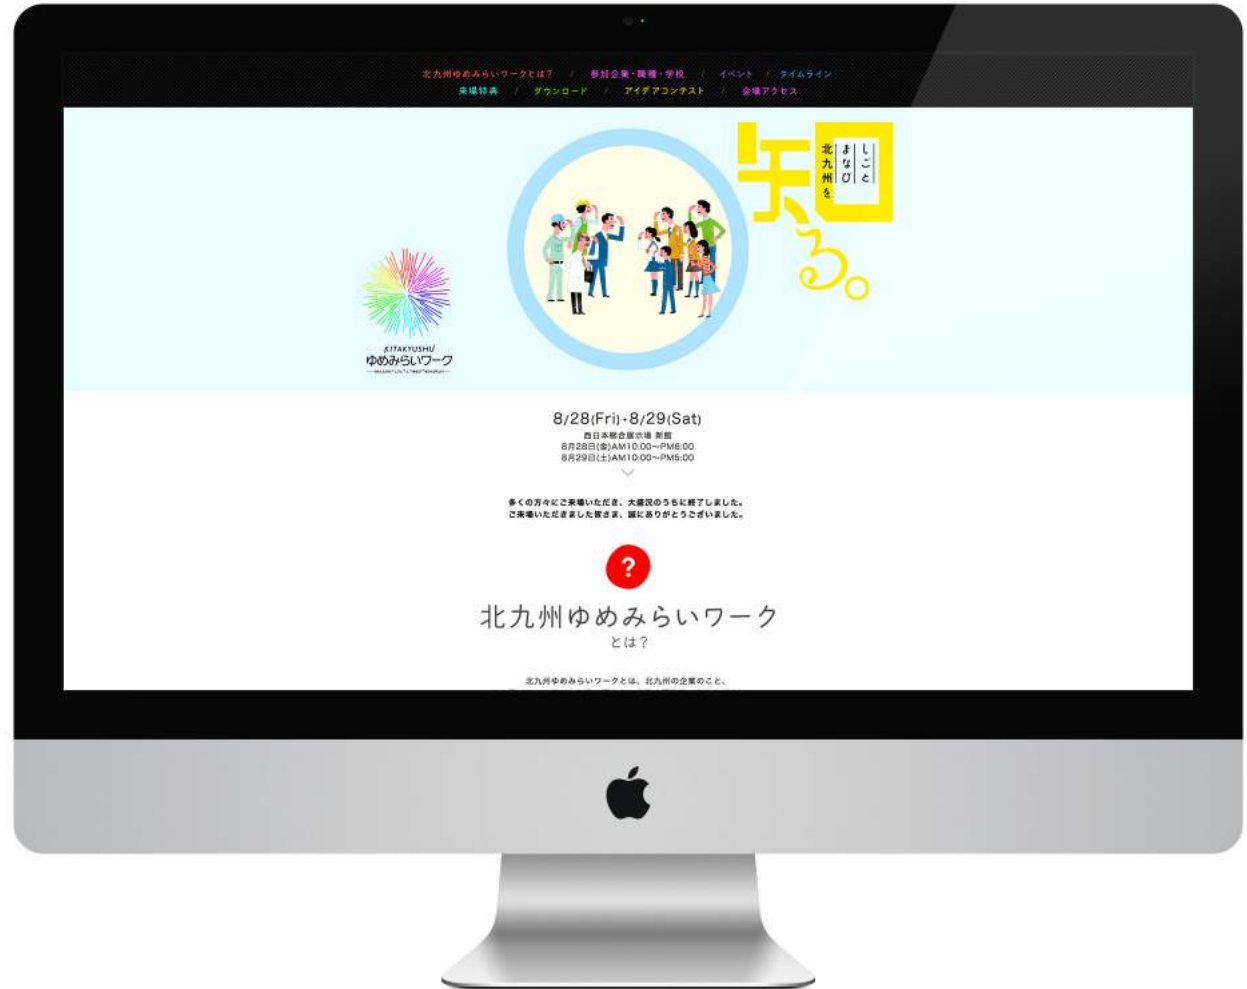 北九州ゆめみらいワークとは？ / 参加企業・職種・学校 / イベント / タイムライン
来場特典 / ダウンロード / アイデアコンテスト / 会場アクセス
しごと
まなび
北九州を
知る。
KITAKYUSHU
ゆめみらいワーク
8/28(Fri)・8/29(Sat)
西日本総合展示場 新館
8月28日(金)AM10:00〜PM6:00
8月29日(土)AM10:00〜PM5:00
多くの方々にご来場いただき、大盛況のうちに終了しました。
ご来場いただきました皆さま、誠にありがとうございました。
?
北九州ゆめみらいワーク
とは？
北九州ゆめみらいワークとは、北九州の企業のこと、